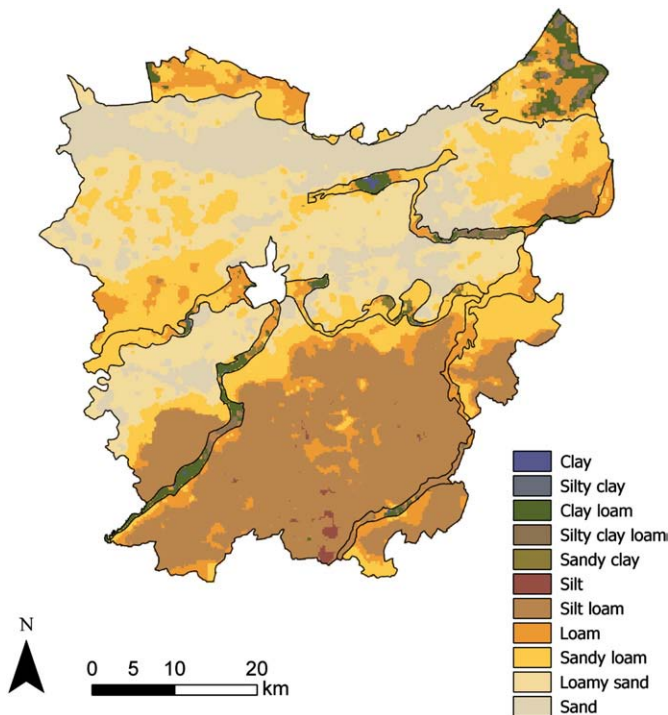 Clay
Silty clay
Clay loam
Silty clay loam
Sandy clay
Silt
Silt loam
Loam
Sandy loam
Loamy sand
Sand
N
0 5 10 20
km